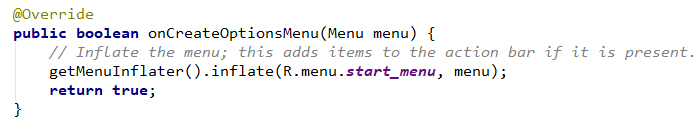 @Override
public boolean onCreateOptionsMenu(Menu menu) {
    // Inflate the menu; this adds items to the action bar if it is present.
    getMenuInflater().inflate(R.menu.start_menu, menu);
    return true;
}